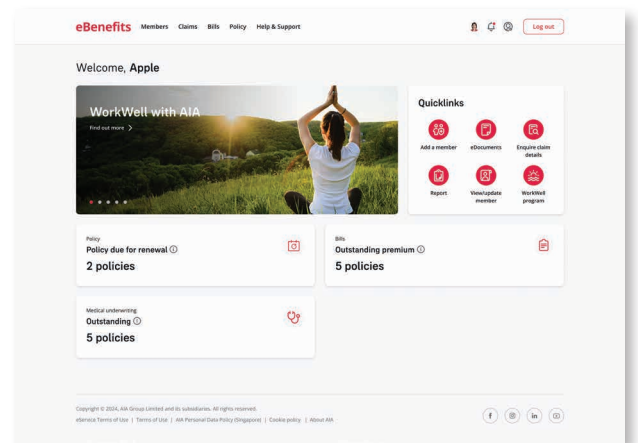 eBenefits Members Claims Bills Policy Help & Support Log out
Welcome, Apple
WorkWell with AIA
Find out more
Quicklinks
Add a member eDocuments Enquire claim
details
Report View/update WorkWell
member program
Policy
Policy due for renewal
2 policies
Bills
Outstanding premium
5 policies
Medical underwriting
Outstanding
5 policies
Copyright © 2024, AIA Group Limited and its subsidiaries. All rights reserved.
eService Terms of Use | Terms of Use | AIA Personal Data Policy (Singapore) | Cookie policy | About AIA